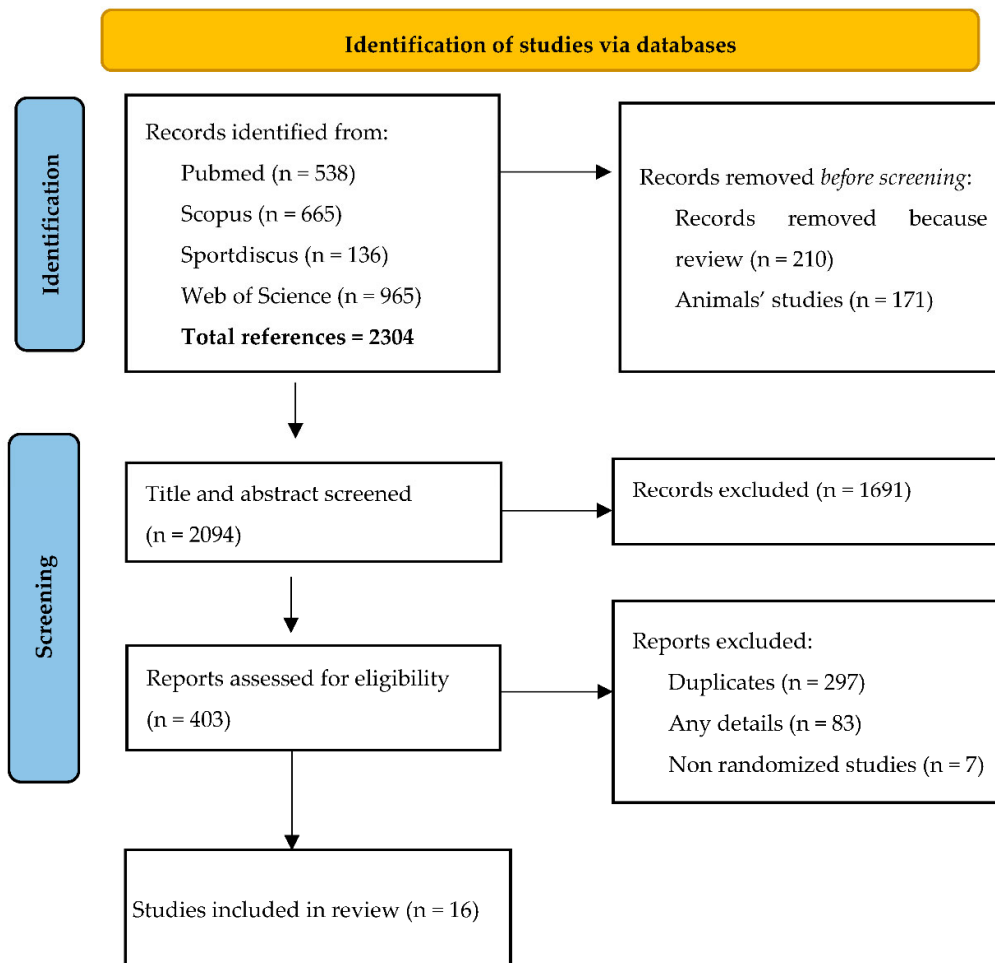 Identification of studies via databases
Identification
Records identified from:
Pubmed (n = 538)
Scopus (n = 665)
Sportdiscus (n = 136)
Web of Science (n = 965)
Total references = 2304
Records removed before screening:
Records removed because
review (n = 210)
Animals' studies (n = 171)
Screening
Title and abstract screened
(n = 2094)
Records excluded (n = 1691)
Reports assessed for eligibility
(n = 403)
Reports excluded:
Duplicates (n = 297)
Any details (n = 83)
Non randomized studies (n = 7)
Studies included in review (n = 16)